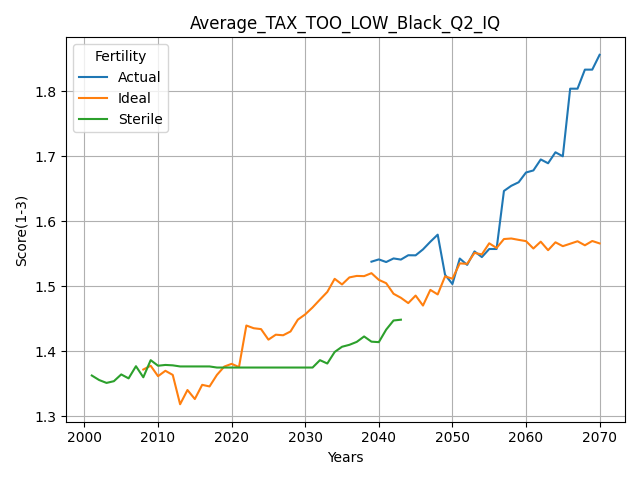 Average_TAX_TOO_LOW_Black_Q2_IQ
Fertility
Actual
Ideal
Sterile
Score(1-3)
1.8
1.7
1.6
1.5
1.4
1.3
2000 2010 2020 2030 2040 2050 2060 2070
Years